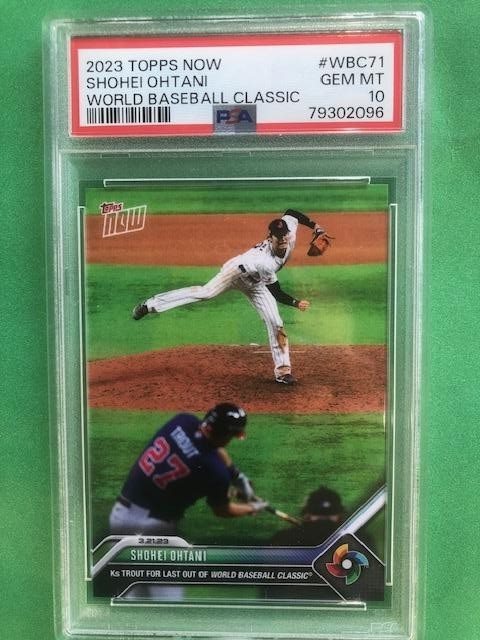 2023 TOPPS NOW #WBC71
SHOHEI OHTANI GEM MT
WORLD BASEBALL CLASSIC 10
PSA 79302096
Topps
NOW
TROUT
27
3.21.23
SHOHEI OHTANI
Ks TROUT FOR LAST OUT OF WORLD BASEBALL CLASSIC®